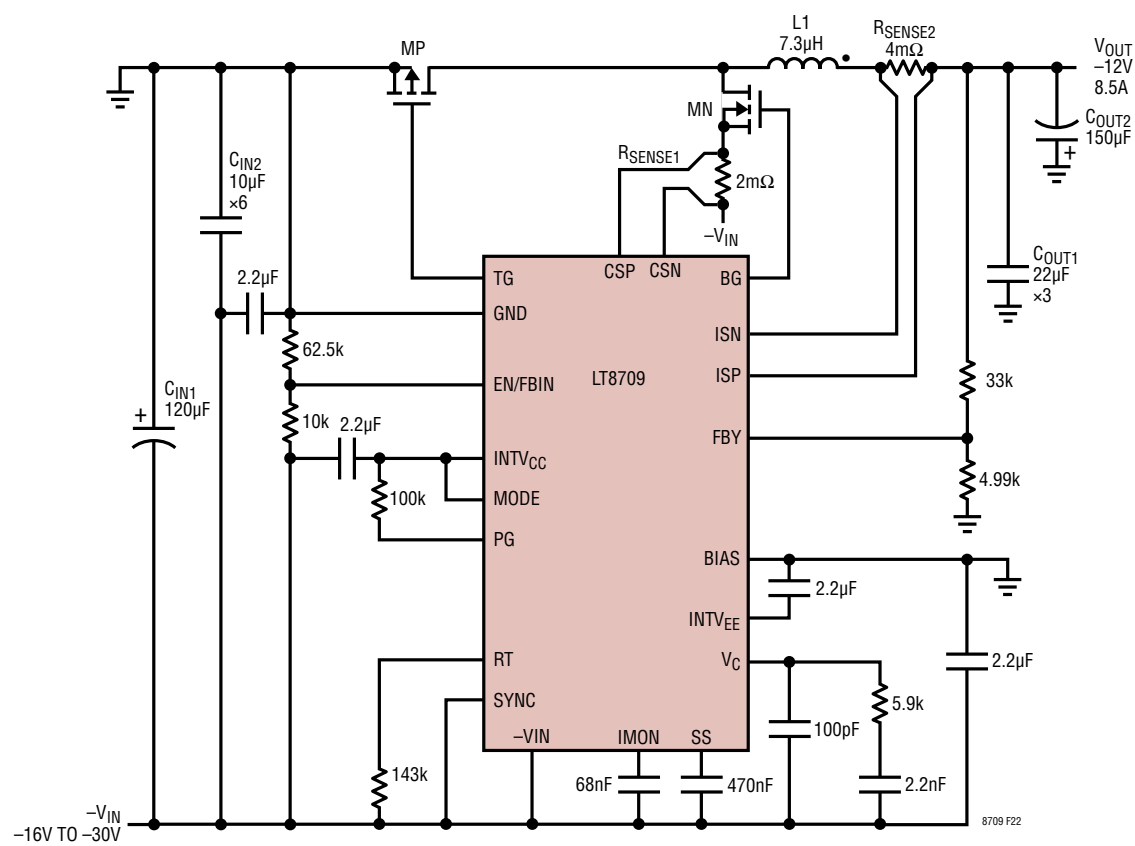 MP
L1
7.3µH
RSENSE2
4mΩ
VOUT
–12V
8.5A
MN
COUT2
150µF
+
CIN2
10µF
×6
RSENSE1
2mΩ
–VIN
2.2µF
COUT1
22µF
×3
CSP
CSN
TG
BG
GND
ISN
62.5k
LT8709
ISP
33k
EN/FBIN
CIN1
120µF
+
10k
2.2µF
FBY
INTVCC
4.99k
100k
MODE
PG
BIAS
2.2µF
INTVEE
RT
VC
2.2µF
SYNC
5.9k
100pF
–VIN
IMON
SS
143k
68nF
470nF
2.2nF
–VIN
–16V TO –30V
8709 F22